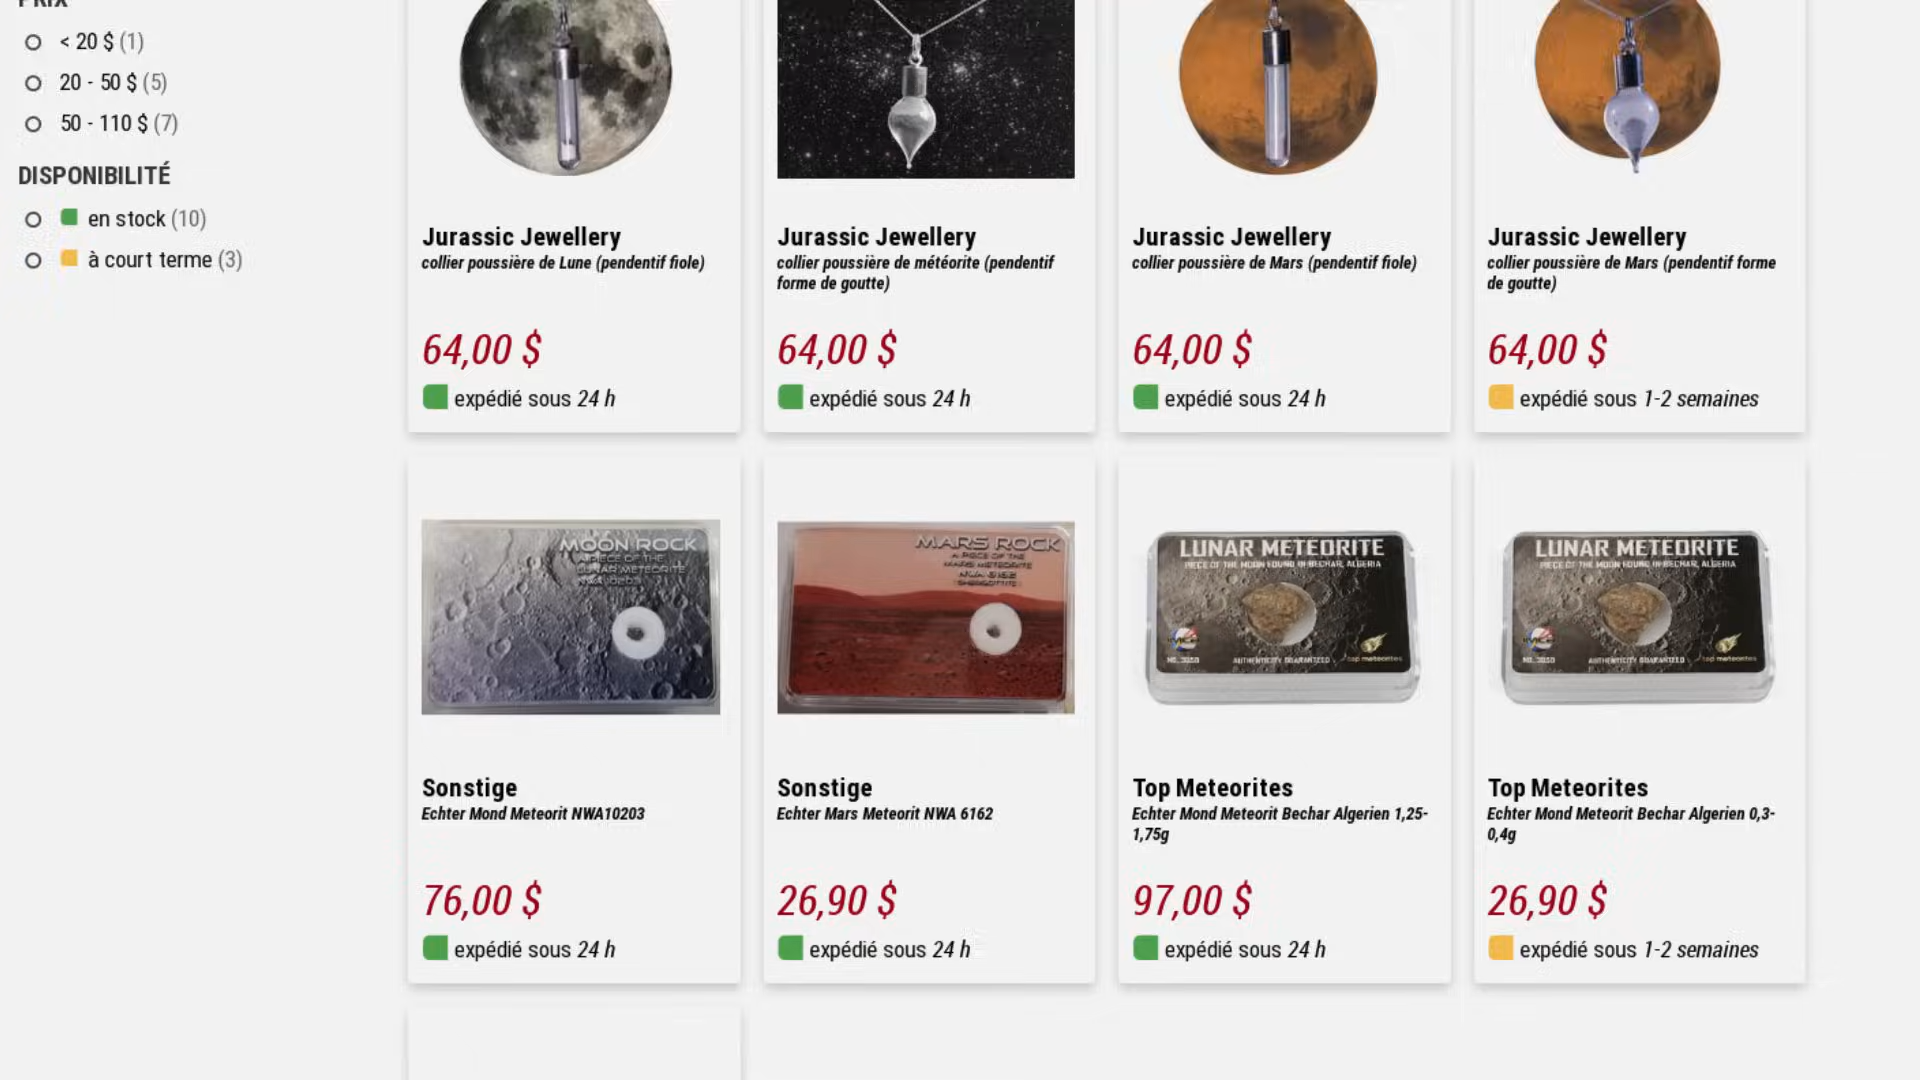 < 20 $ (1)
20 - 50 $ (5)
50 - 110 $ (7)
DISPONIBILITÉ
en stock (10)
à court terme (3)
Jurassic Jewellery
collier poussière de Lune (pendentif fiole)
64,00 $
expédié sous 24 h
Jurassic Jewellery
collier poussière de météorite (pendentif
forme de goutte)
64,00 $
expédié sous 24 h
Jurassic Jewellery
collier poussière de Mars (pendentif fiole)
64,00 $
expédié sous 24 h
Jurassic Jewellery
collier poussière de Mars (pendentif forme
de goutte)
64,00 $
expédié sous 1-2 semaines
MOON ROCK
A PIECE OF THE
LUNAR METEORITE
NWA 10203
Sonstige
Echter Mond Meteorit NWA10203
76,00 $
expédié sous 24 h
MARS ROCK
A PIECE OF THE
MARS METEORITE
NWA 6162
(SHERGOTTITE)
Sonstige
Echter Mars Meteorit NWA 6162
26,90 $
expédié sous 24 h
LUNAR METEORITE
PIECE OF THE MOON FOUND IN BECHAR, ALGERIA
AUTHENTICITY GUARANTEED
top meteorites
Top Meteorites
Echter Mond Meteorit Bechar Algerien 1,25-
1,75g
97,00 $
expédié sous 24 h
LUNAR METEORITE
PIECE OF THE MOON FOUND IN BECHAR, ALGERIA
AUTHENTICITY GUARANTEED
top meteorites
Top Meteorites
Echter Mond Meteorit Bechar Algerien 0,3-
0,4g
26,90 $
expédié sous 1-2 semaines